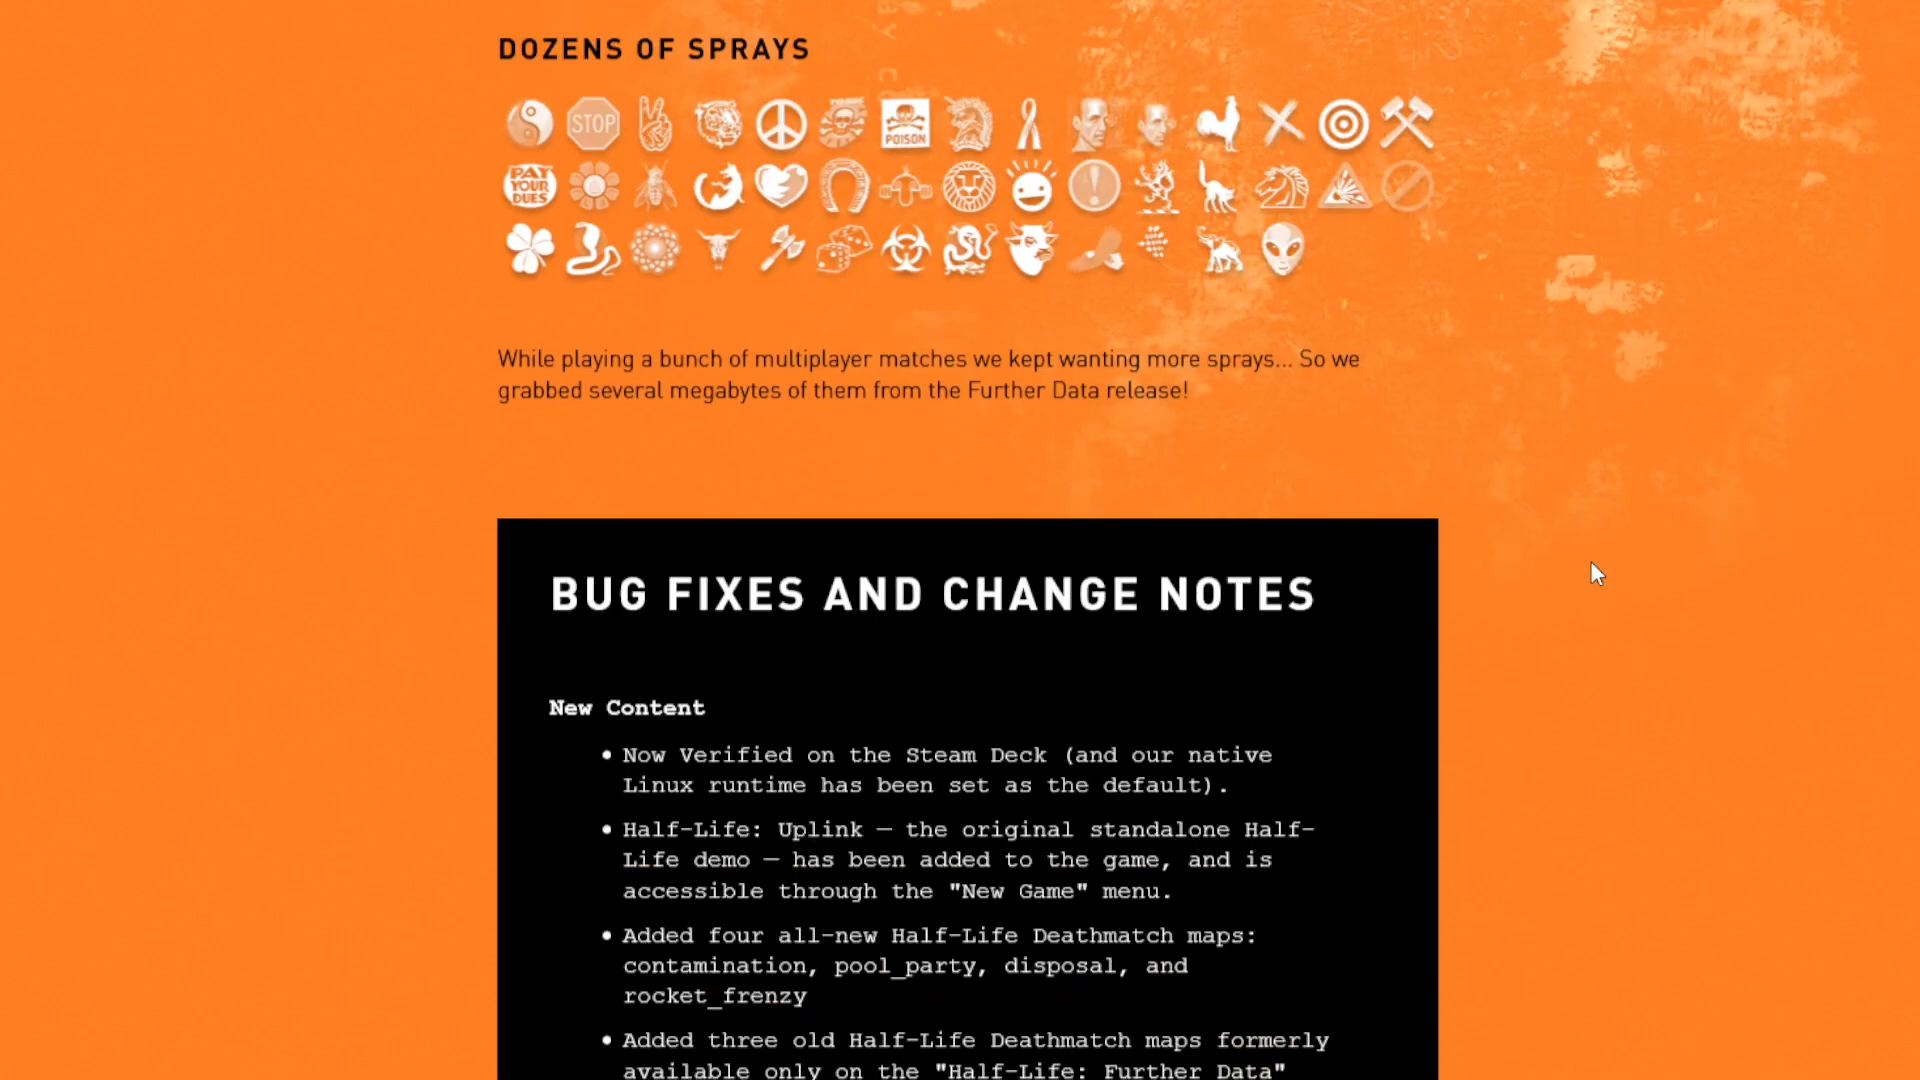 DOZENS OF SPRAYS
STOP
POISON
PAY
YOUR
DUES
While playing a bunch of multiplayer matches we kept wanting more sprays... So we
grabbed several megabytes of them from the Further Data release!
BUG FIXES AND CHANGE NOTES
New Content
• Now Verified on the Steam Deck (and our native
Linux runtime has been set as the default).
• Half-Life: Uplink — the original standalone Half-
Life demo — has been added to the game, and is
accessible through the "New Game" menu.
• Added four all-new Half-Life Deathmatch maps:
contamination, pool_party, disposal, and
rocket_frenzy
• Added three old Half-Life Deathmatch maps formerly
available only on the "Half-Life: Further Data"